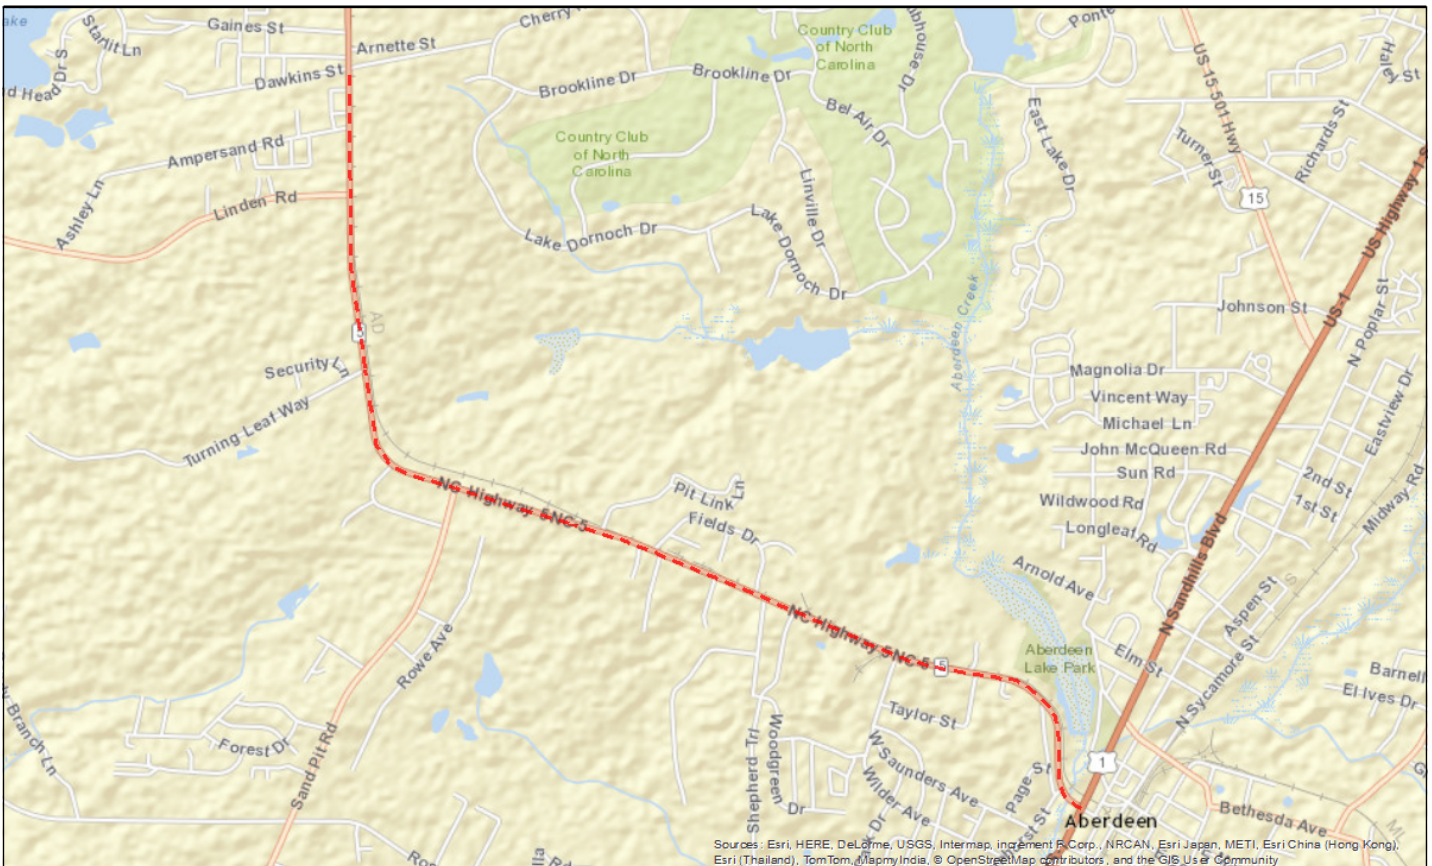 ake
Starlit Ln
Gaines St
Cherry
Arnette St
Dawkins St
d Head Dr S
Brookline Dr
Brookline Dr
Country Club
of North
Carolina
Ponte
US 15 501 Hwy
Haley St
Bel Air Dr
East Lake Dr
Richards St
Turner St
Ampersand Rd
Country Club
of North
Carolina
Ashley Ln
Linden Rd
Linville Dr
Lake Dornoch Dr
Lake Dornoch Dr
15
US Highway 1 S
Aberdeen Creek
Johnson St
US-1
N Poplar St
AD
5
Security Ln
Turning Leaf Way
Magnolia Dr
Vincent Way
Michael Ln
John McQueen Rd
Sun Rd
Eastview Dr
2nd St
1st St
Midway Rd
Wildwood Rd
Longleaf Rd
NC Highway 5NC-5
Pit Link Ln
Fields Dr
N Sandhills Blvd
Arnold Ave
Aspen St
S
NC Highway 5NC-5
5
Rowe Ave
Aberdeen
Lake Park
Elm St
N Sycamore St
Barnell
El Ives Dr
Branch Ln
Forest Dr
Sand Pit Rd
Taylor St
W Saunders Ave
Wilder Ave
Shepherd Trl
Woodgreen Dr
Page St
1
Bethesda Ave
ML
Aberdeen
Sources: Esri, HERE, DeLorme, USGS, Intermap, increment P Corp., NRCAN, Esri Japan, METI, Esri China (Hong Kong),
Esri (Thailand), TomTom, MapmyIndia, © OpenStreetMap contributors, and the GIS User Community